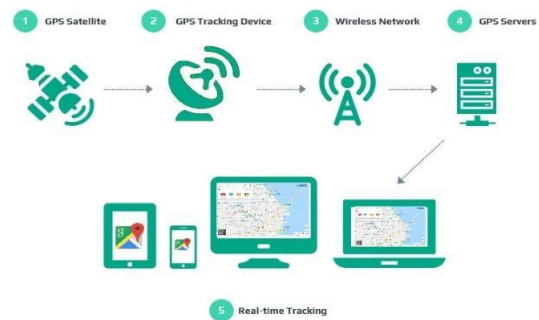 1 GPS Satellite
2 GPS Tracking Device
3 Wireless Network
4 GPS Servers
5 Real-time Tracking